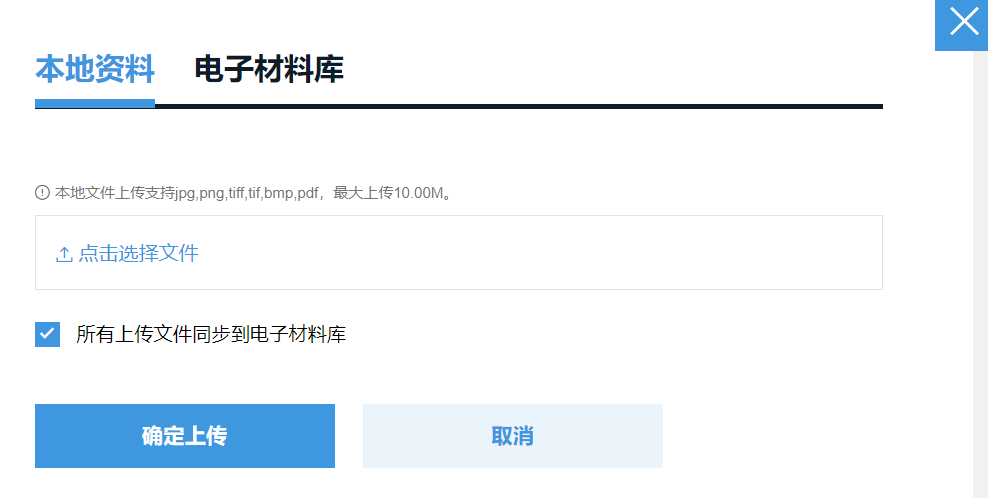 本地资料 电子材料库
本地文件上传支持jpg,png,tiff,tif,bmp,pdf，最大上传10.00M。
点击选择文件
所有上传文件同步到电子材料库
确定上传 取消